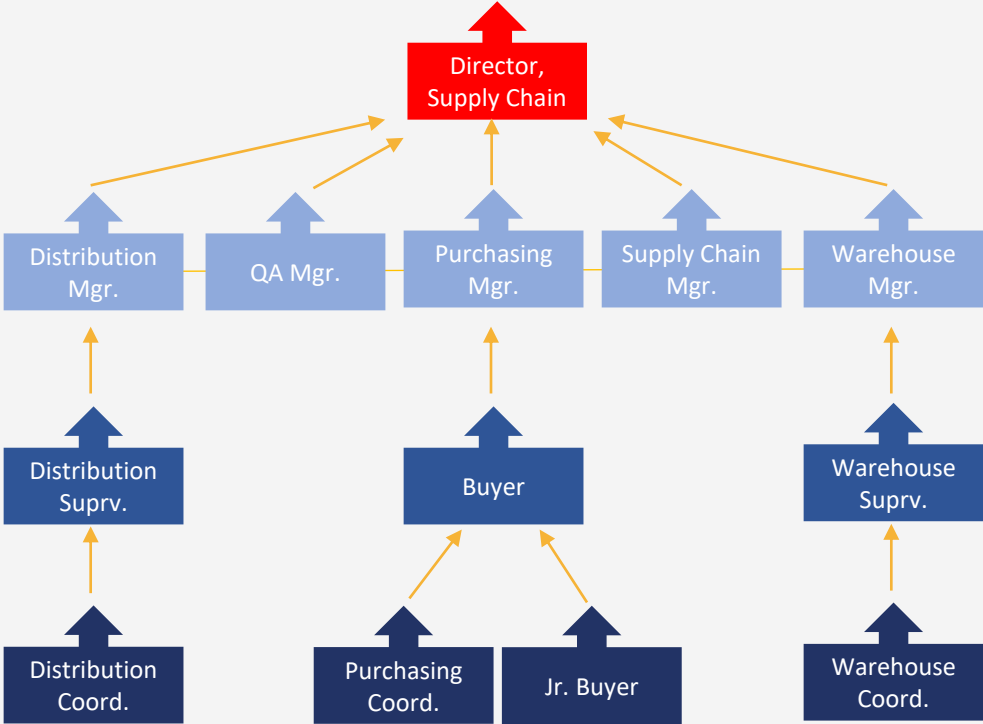 Director,
Supply Chain
Distribution
Mgr.
QA Mgr.
Purchasing
Mgr.
Supply Chain
Mgr.
Warehouse
Mgr.
Distribution
Suprv.
Buyer
Warehouse
Suprv.
Distribution
Coord.
Purchasing
Coord.
Jr. Buyer
Warehouse
Coord.